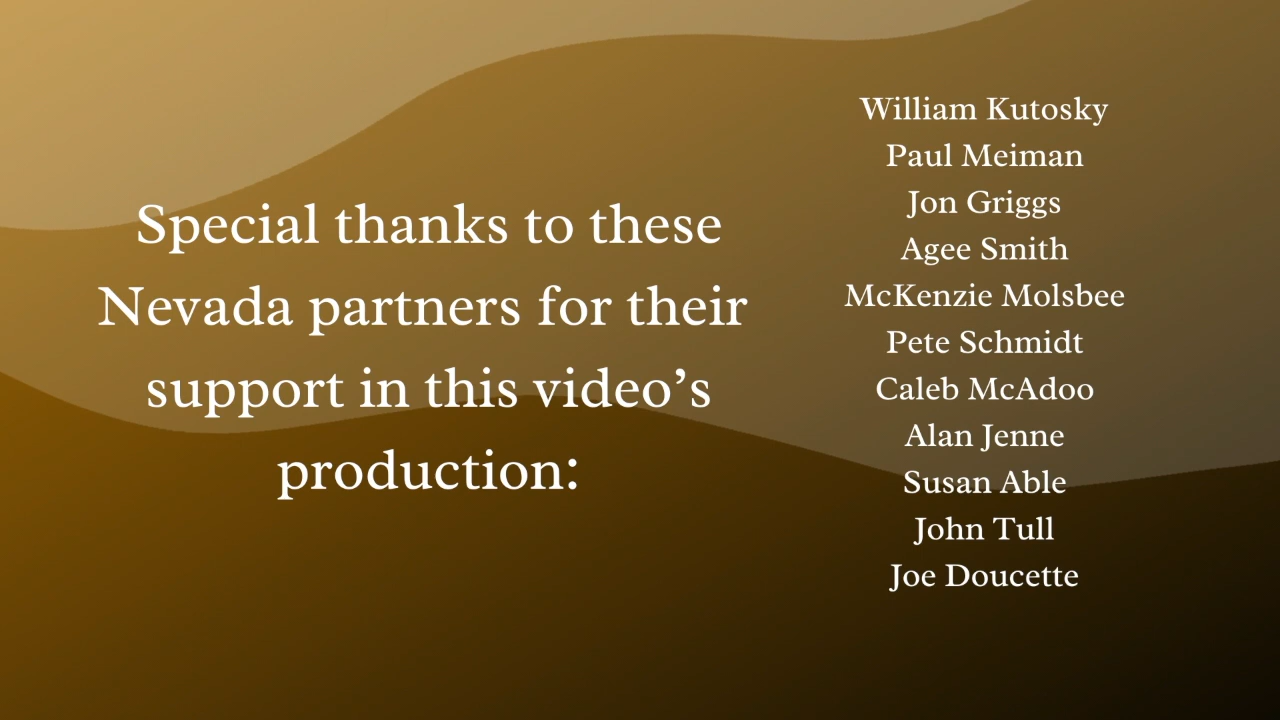 Special thanks to these
Nevada partners for their
support in this video’s
production:
William Kutosky
Paul Meiman
Jon Griggs
Agee Smith
McKenzie Molsbee
Pete Schmidt
Caleb McAdoo
Alan Jenne
Susan Able
John Tull
Joe Doucette